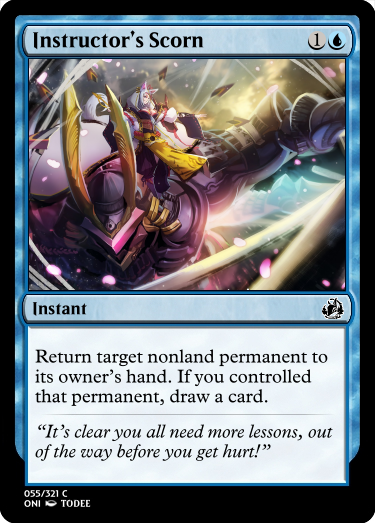 Instructor's Scorn 1
Instant
Return target nonland permanent to
its owner's hand. If you controlled
that permanent, draw a card.
“It's clear you all need more lessons, out
of the way before you get hurt!”
055/321 C
ONI TODEE